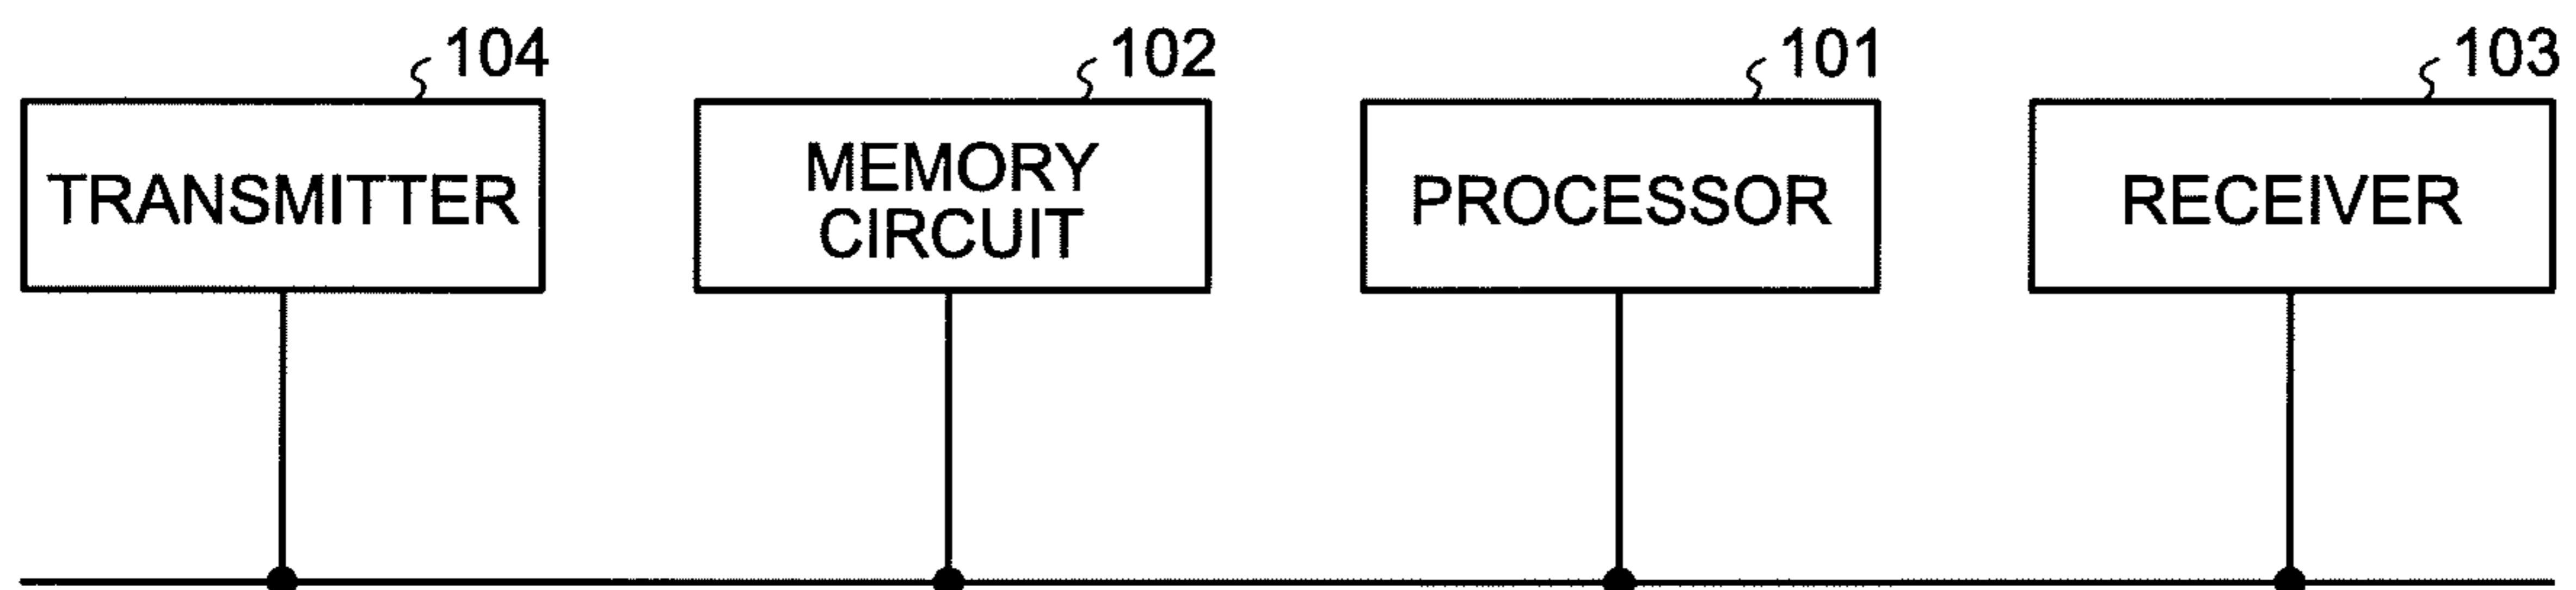 104
102
101
103
TRANSMITTER
MEMORY
CIRCUIT
PROCESSOR
RECEIVER